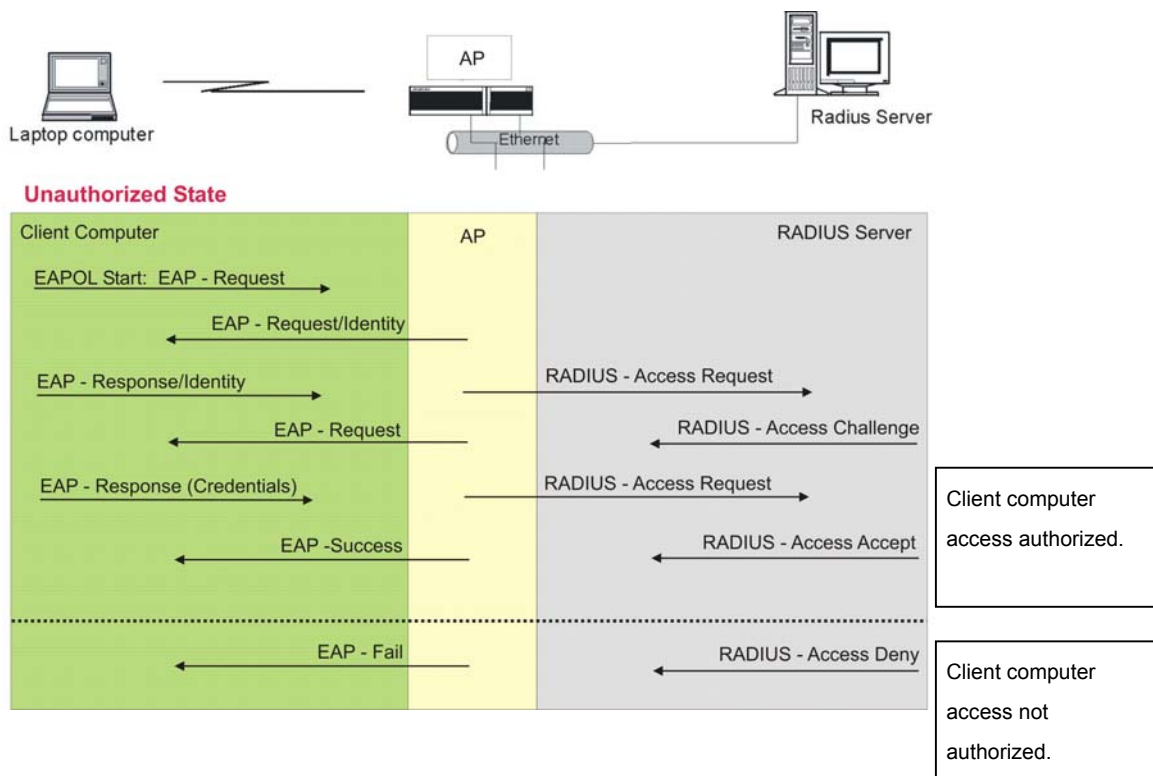 AP
Laptop computer
Ethernet
Radius Server
Unauthorized State
Client Computer
AP
RADIUS Server
EAPOL Start: EAP - Request
EAP - Request/Identity
EAP - Response/Identity
RADIUS - Access Request
EAP - Request
RADIUS - Access Challenge
EAP - Response (Credentials)
RADIUS - Access Request
EAP -Success
RADIUS - Access Accept
Client computer
access authorized.
EAP - Fail
RADIUS - Access Deny
Client computer
access not
authorized.